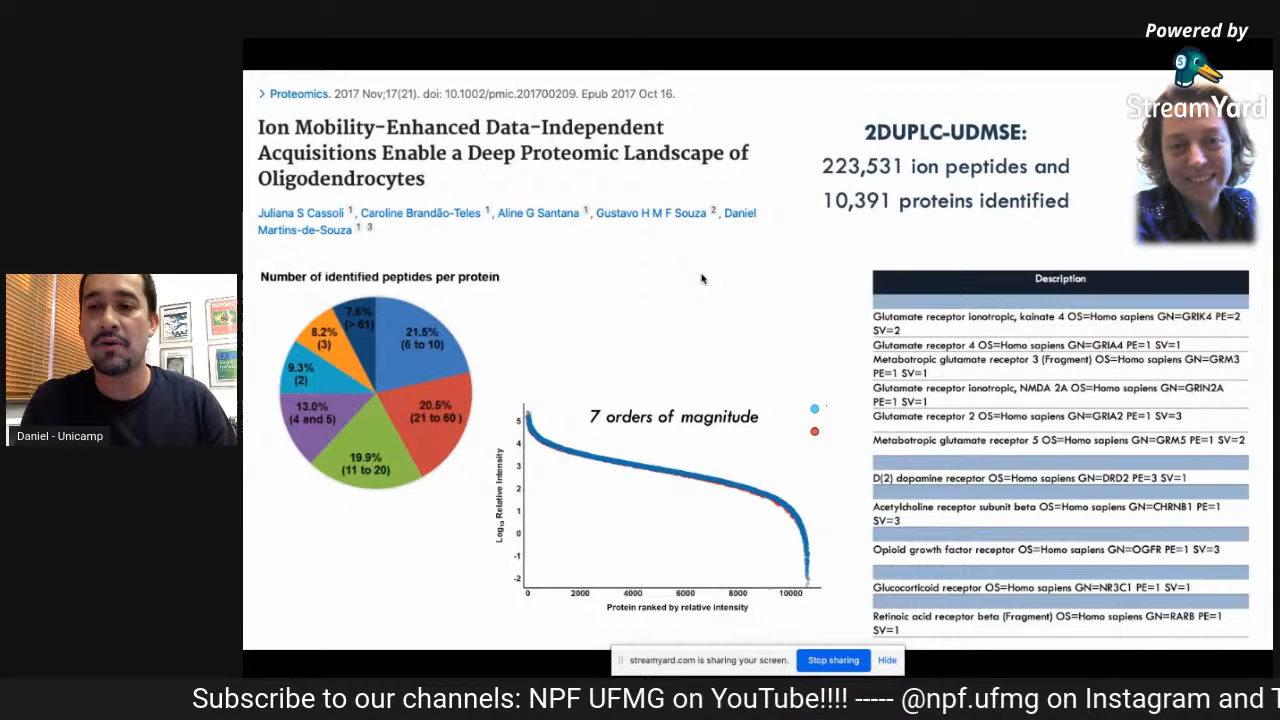 Powered by
StreamYard
> Proteomics. 2017 Nov;17(21). doi: 10.1002/pmic.201700209. Epub 2017 Oct 16.
Ion Mobility-Enhanced Data-Independent
Acquisitions Enable a Deep Proteomic Landscape of
Oligodendrocytes
Juliana S Cassoli 1, Caroline Brandão-Teles 1, Aline G Santana 1, Gustavo H M F Souza 2, Daniel
Martins-de-Souza 1 3
2DUPLC-UDMSE:
223,531 ion peptides and
10,391 proteins identified
Number of identified peptides per protein
7.6%
(> 61)
21.5%
(6 to 10)
20.5%
(21 to 60)
19.9%
(11 to 20)
13.0%
(4 and 5)
9.3%
(2)
8.2%
(3)
7 orders of magnitude
Log10 Relative Intensity
5
4
3
2
1
0
-1
-2
0 2000 4000 6000 8000 10000
Protein ranked by relative intensity
Description
Glutamate receptor ionotropic, kainate 4 OS=Homo sapiens GN=GRIK4 PE=2
SV=2
Glutamate receptor 4 OS=Homo sapiens GN=GRIA4 PE=1 SV=1
Metabotropic glutamate receptor 3 (Fragment) OS=Homo sapiens GN=GRM3
PE=1 SV=1
Glutamate receptor ionotropic, NMDA 2A OS=Homo sapiens GN=GRIN2A
PE=1 SV=1
Glutamate receptor 2 OS=Homo sapiens GN=GRIA2 PE=1 SV=3
Metabotropic glutamate receptor 5 OS=Homo sapiens GN=GRM5 PE=1 SV=2
D(2) dopamine receptor OS=Homo sapiens GN=DRD2 PE=3 SV=1
Acetylcholine receptor subunit beta OS=Homo sapiens GN=CHRNB1 PE=1
SV=3
Opioid growth factor receptor OS=Homo sapiens GN=OGFR PE=1 SV=3
Glucocorticoid receptor OS=Homo sapiens GN=NR3C1 PE=1 SV=1
Retinoic acid receptor beta (Fragment) OS=Homo sapiens GN=RARB PE=1
SV=1
Daniel - Unicamp
streamyard.com is sharing your screen. Stop sharing Hide
Subscribe to our channels: NPF UFMG on YouTube!!!! ----- @npf.ufmg on Instagram and T